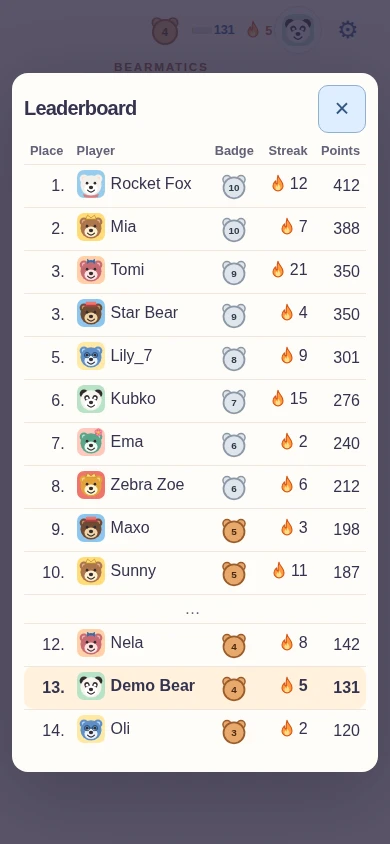 4 131 5
BEARMATICS
Leaderboard ×
Place Player Badge Streak Points
1. Rocket Fox 10 12 412
2. Mia 10 7 388
3. Tomi 9 21 350
3. Star Bear 9 4 350
5. Lily_7 8 9 301
6. Kubko 7 15 276
7. Ema 6 2 240
8. Zebra Zoe 6 6 212
9. Maxo 5 3 198
10. Sunny 5 11 187
...
12. Nela 4 8 142
13. Demo Bear 4 5 131
14. Oli 3 2 120